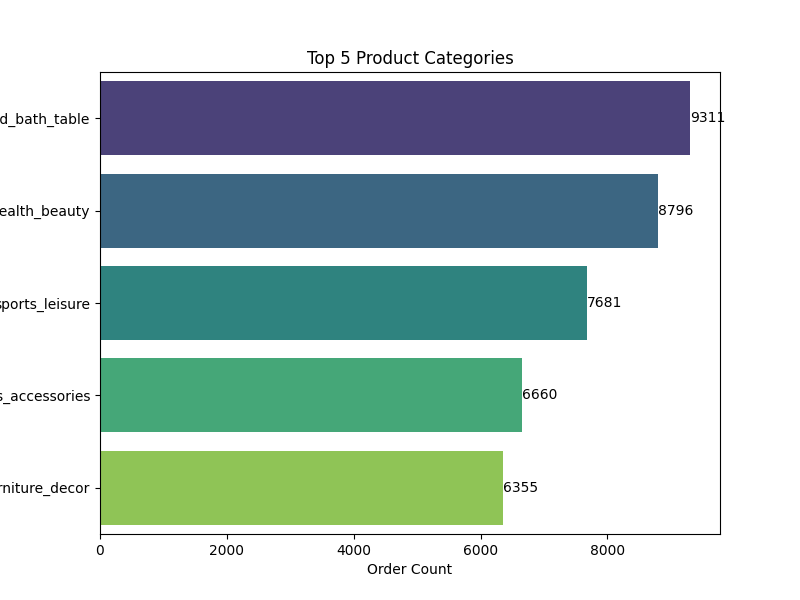 Top 5 Product Categories
d_bath_table 9311
ealth_beauty 8796
sports_leisure 7681
s_accessories 6660
rniture_decor 6355
0 2000 4000 6000 8000
Order Count